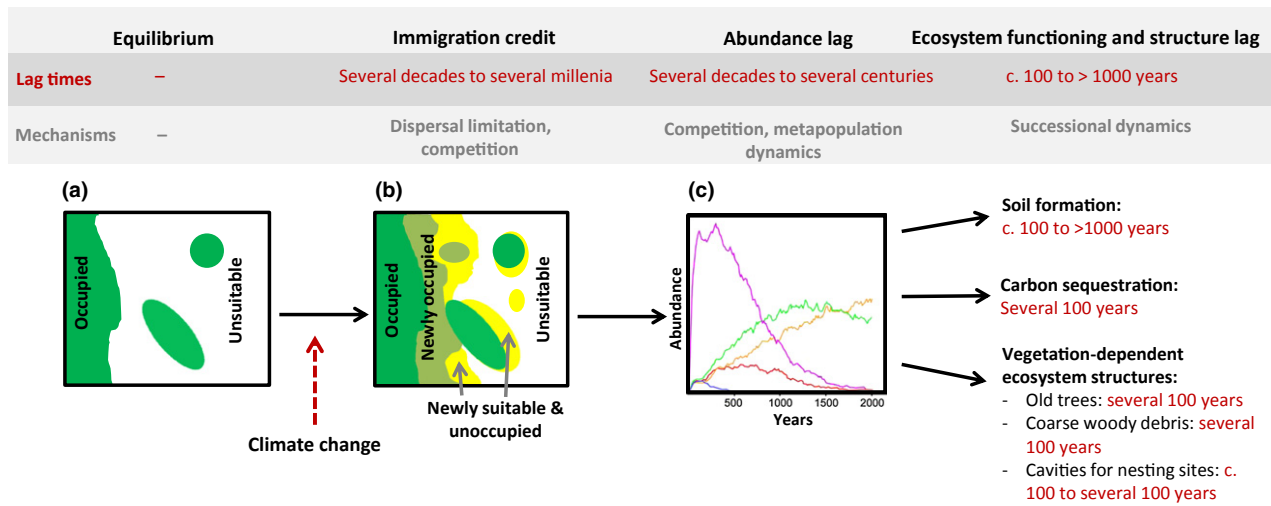 Equilibrium
Immigration credit
Abundance lag
Ecosystem functioning and structure lag
Lag times
–
Several decades to several millenia
Several decades to several centuries
c. 100 to > 1000 years
Mechanisms
–
Dispersal limitation,
competition
Competition, metapopulation
dynamics
Successional dynamics
(a)
Occupied
Unsuitable
Climate change
(b)
Occupied
Newly occupied
Unsuitable
Newly suitable &
unoccupied
(c)
Abundance
500
1000
1500
2000
Years
Soil formation:
c. 100 to >1000 years
Carbon sequestration:
Several 100 years
Vegetation-dependent
ecosystem structures:
- Old trees: several 100 years
- Coarse woody debris: several
100 years
- Cavities for nesting sites: c.
100 to several 100 years